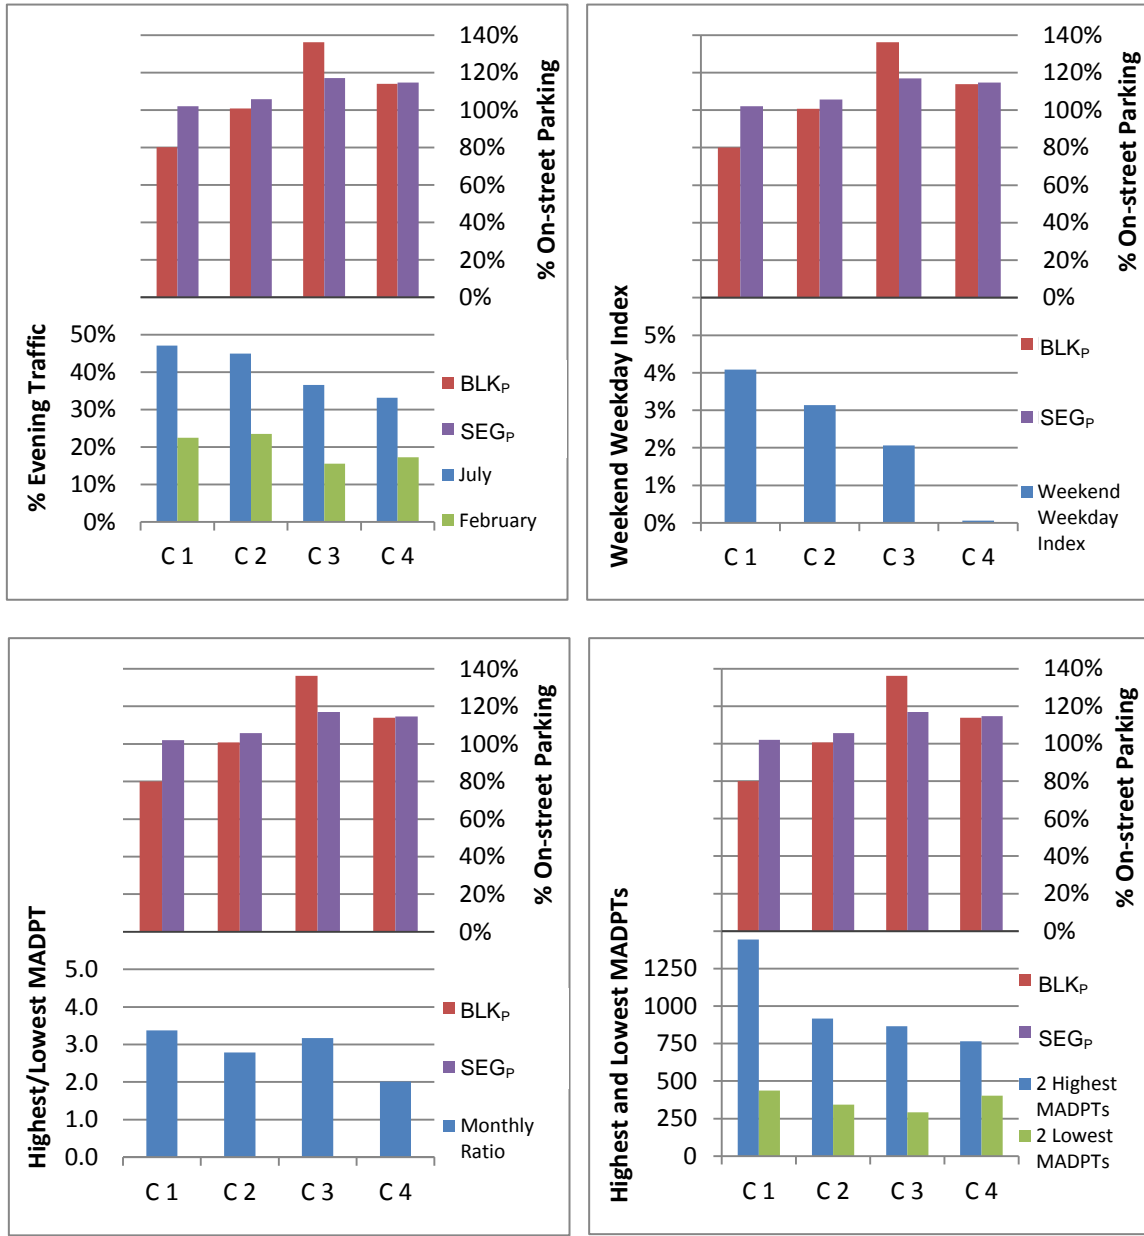 140%
120%
100%
80%
60%
40%
20%
0%
% On-street Parking
50%
40%
30%
20%
10%
0%
% Evening Traffic
C 1 C 2 C 3 C 4
BLKP
SEGP
July
February
140%
120%
100%
80%
60%
40%
20%
0%
% On-street Parking
5%
4%
3%
2%
1%
0%
Weekend Weekday Index
C 1 C 2 C 3 C 4
BLKP
SEGP
Weekend
Weekday
Index
140%
120%
100%
80%
60%
40%
20%
0%
% On-street Parking
5.0
4.0
3.0
2.0
1.0
0.0
Highest/Lowest MADPT
C 1 C 2 C 3 C 4
BLKP
SEGP
Monthly
Ratio
140%
120%
100%
80%
60%
40%
20%
0%
% On-street Parking
1250
1000
750
500
250
0
Highest and Lowest MADPTs
C 1 C 2 C 3 C 4
BLKP
SEGP
2 Highest
MADPTs
2 Lowest
MADPTs